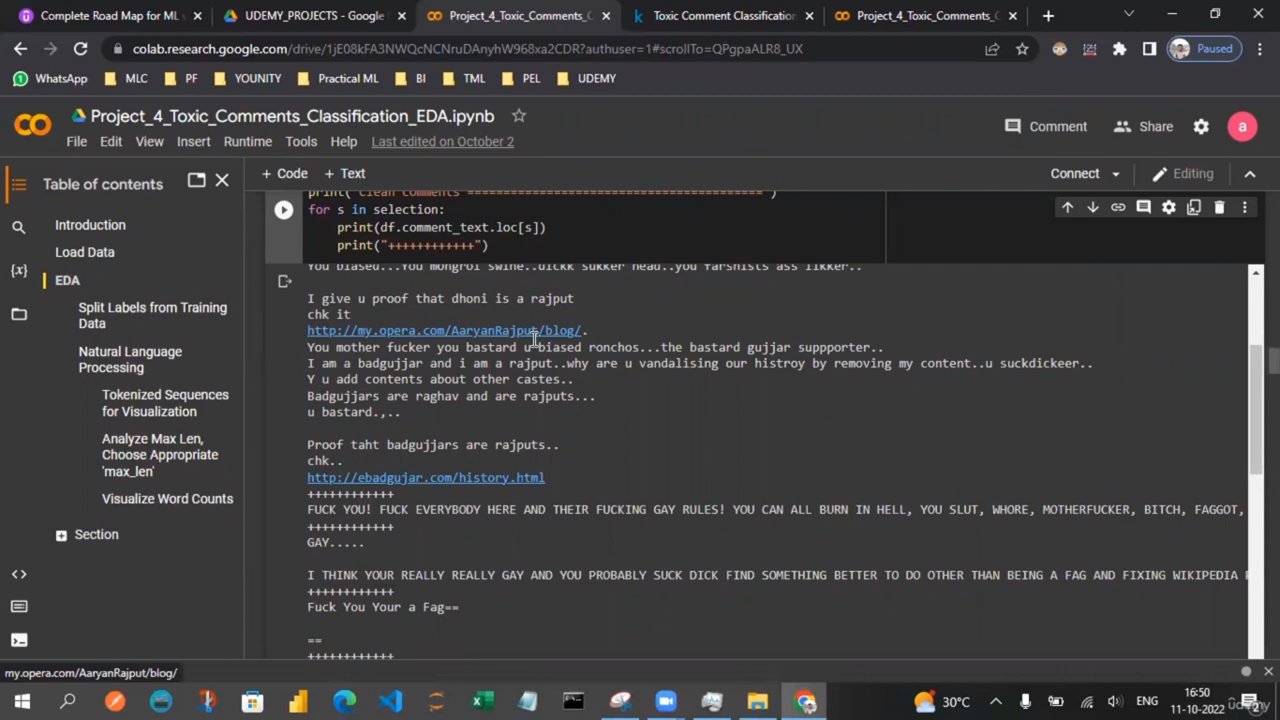 Complete Road Map for ML
UDEMY_PROJECTS - Google
Project_4_Toxic_Comments_C
Toxic Comment Classification
Project_4_Toxic_Comments_
colab.research.google.com/drive/1jE08kFA3NWQcNCNruDAnyhW968xa2CDR?authuser=1#scrollTo=QPgpaALR8_UX
Paused
WhatsApp MLC PF YOUNITY Practical ML BI TML PEL UDEMY
Project_4_Toxic_Comments_Classification_EDA.ipynb
File Edit View Insert Runtime Tools Help Last edited on October 2
Comment Share a
Table of contents
+ Code + Text
Connect Editing
Introduction
Load Data
EDA
Split Labels from Training
Data
Natural Language
Processing
Tokenized Sequences
for Visualization
Analyze Max Len,
Choose Appropriate
'max_len'
Visualize Word Counts
Section
for s in selection:
print(df.comment_text.loc[s])
print("++++++++++++")
I give u proof that dhoni is a rajput
chk it
http://my.opera.com/AaryanRajput/blog/.
You mother fucker you bastard u biased ronchos...the bastard gujjar suppporter..
I am a badgujjar and i am a rajput..why are u vandalising our histroy by removing my content..u suckdickeer..
Y u add contents about other castes..
Badgujjars are raghav and are rajputs...
u bastard.,..
Proof taht badgujjars are rajputs..
chk..
http://ebadgujar.com/history.html
++++++++++++
FUCK YOU! FUCK EVERYBODY HERE AND THEIR FUCKING GAY RULES! YOU CAN ALL BURN IN HELL, YOU SLUT, WHORE, MOTHERFUCKER, BITCH, FAGGOT,
++++++++++++
GAY.....
I THINK YOUR REALLY REALLY GAY AND YOU PROBABLY SUCK DICK FIND SOMETHING BETTER TO DO OTHER THAN BEING A FAG AND FIXING WIKIPEDIA
++++++++++++
Fuck You Your a Fag==
==
++++++++++++
my.opera.com/AaryanRajput/blog/
30°C
ENG
16:50
11-10-2022
udemy